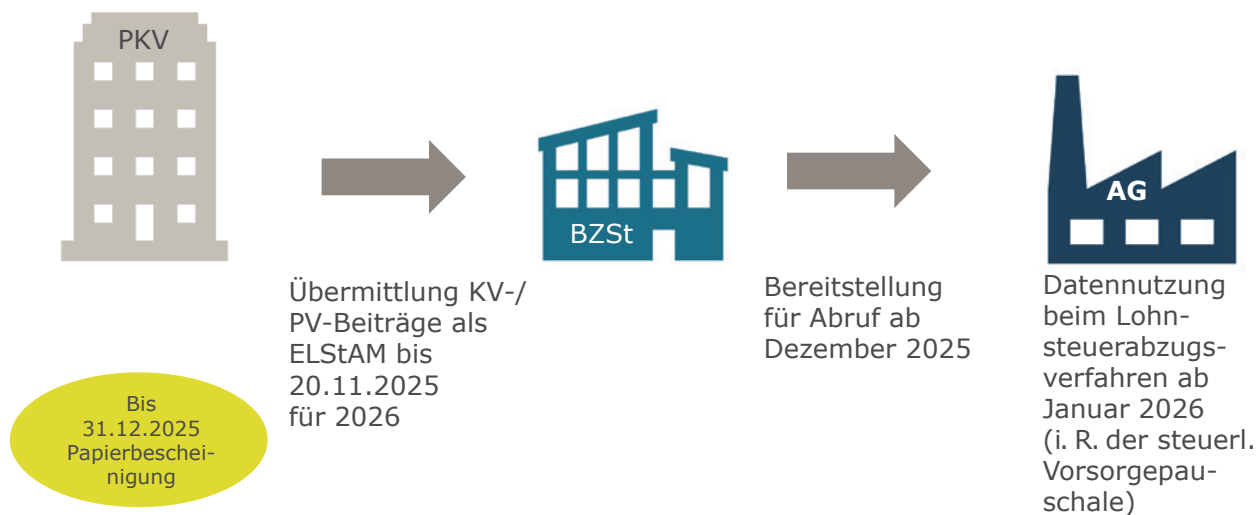 PKV
BZSt
AG
Übermittlung KV-/
PV-Beiträge als
ELStAM bis
20.11.2025
für 2026
Bereitstellung
für Abruf ab
Dezember 2025
Datennutzung
beim Lohn-
steuerabzugs-
verfahren ab
Januar 2026
(i. R. der steuerl.
Vorsorgepau-
schale)
Bis
31.12.2025
Papierbeschei-
nigung